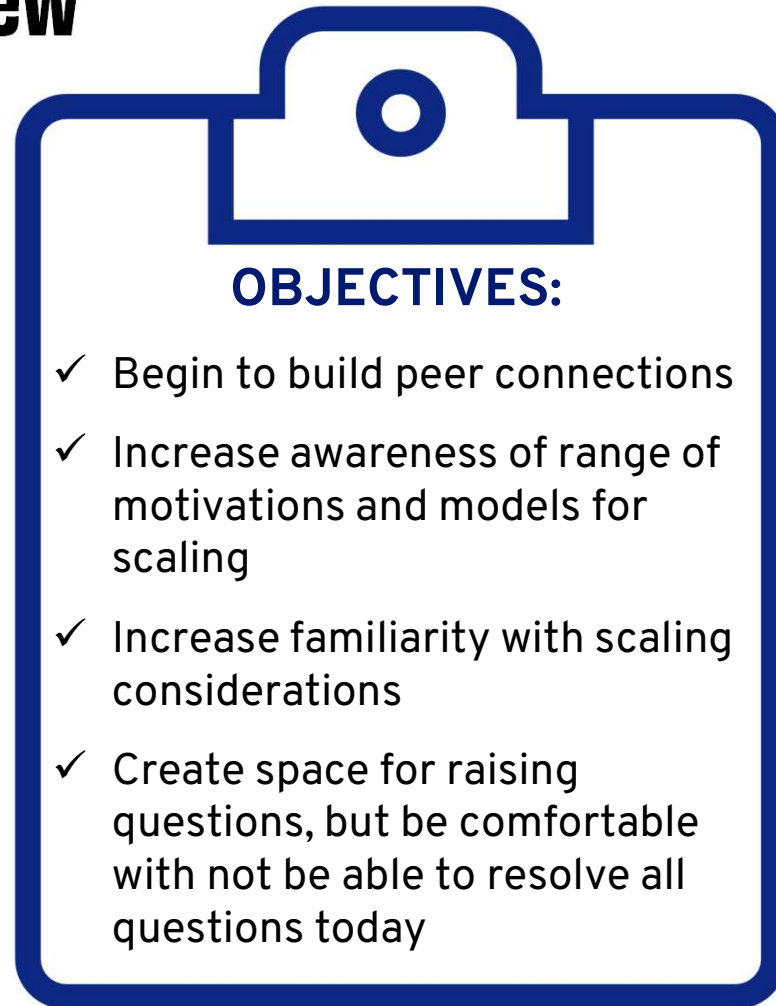 ew
OBJECTIVES:
✓ Begin to build peer connections
✓ Increase awareness of range of
motivations and models for
scaling
✓ Increase familiarity with scaling
considerations
✓ Create space for raising
questions, but be comfortable
with not be able to resolve all
questions today